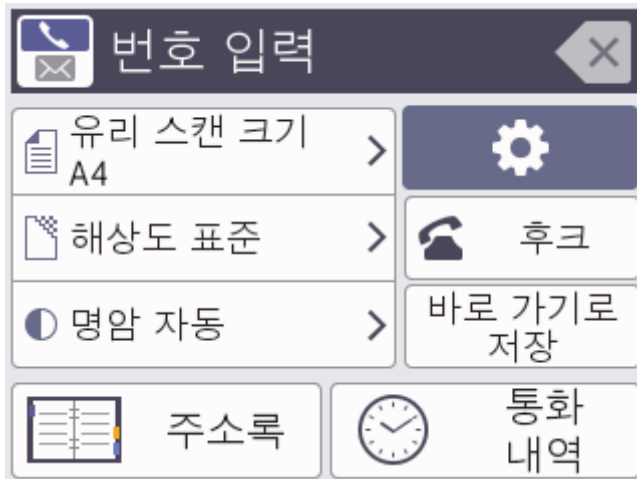 번호 입력
유리 스캔 크기
A4
해상도 표준
명암 자동
후크
바로 가기로
저장
주소록
통화
내역